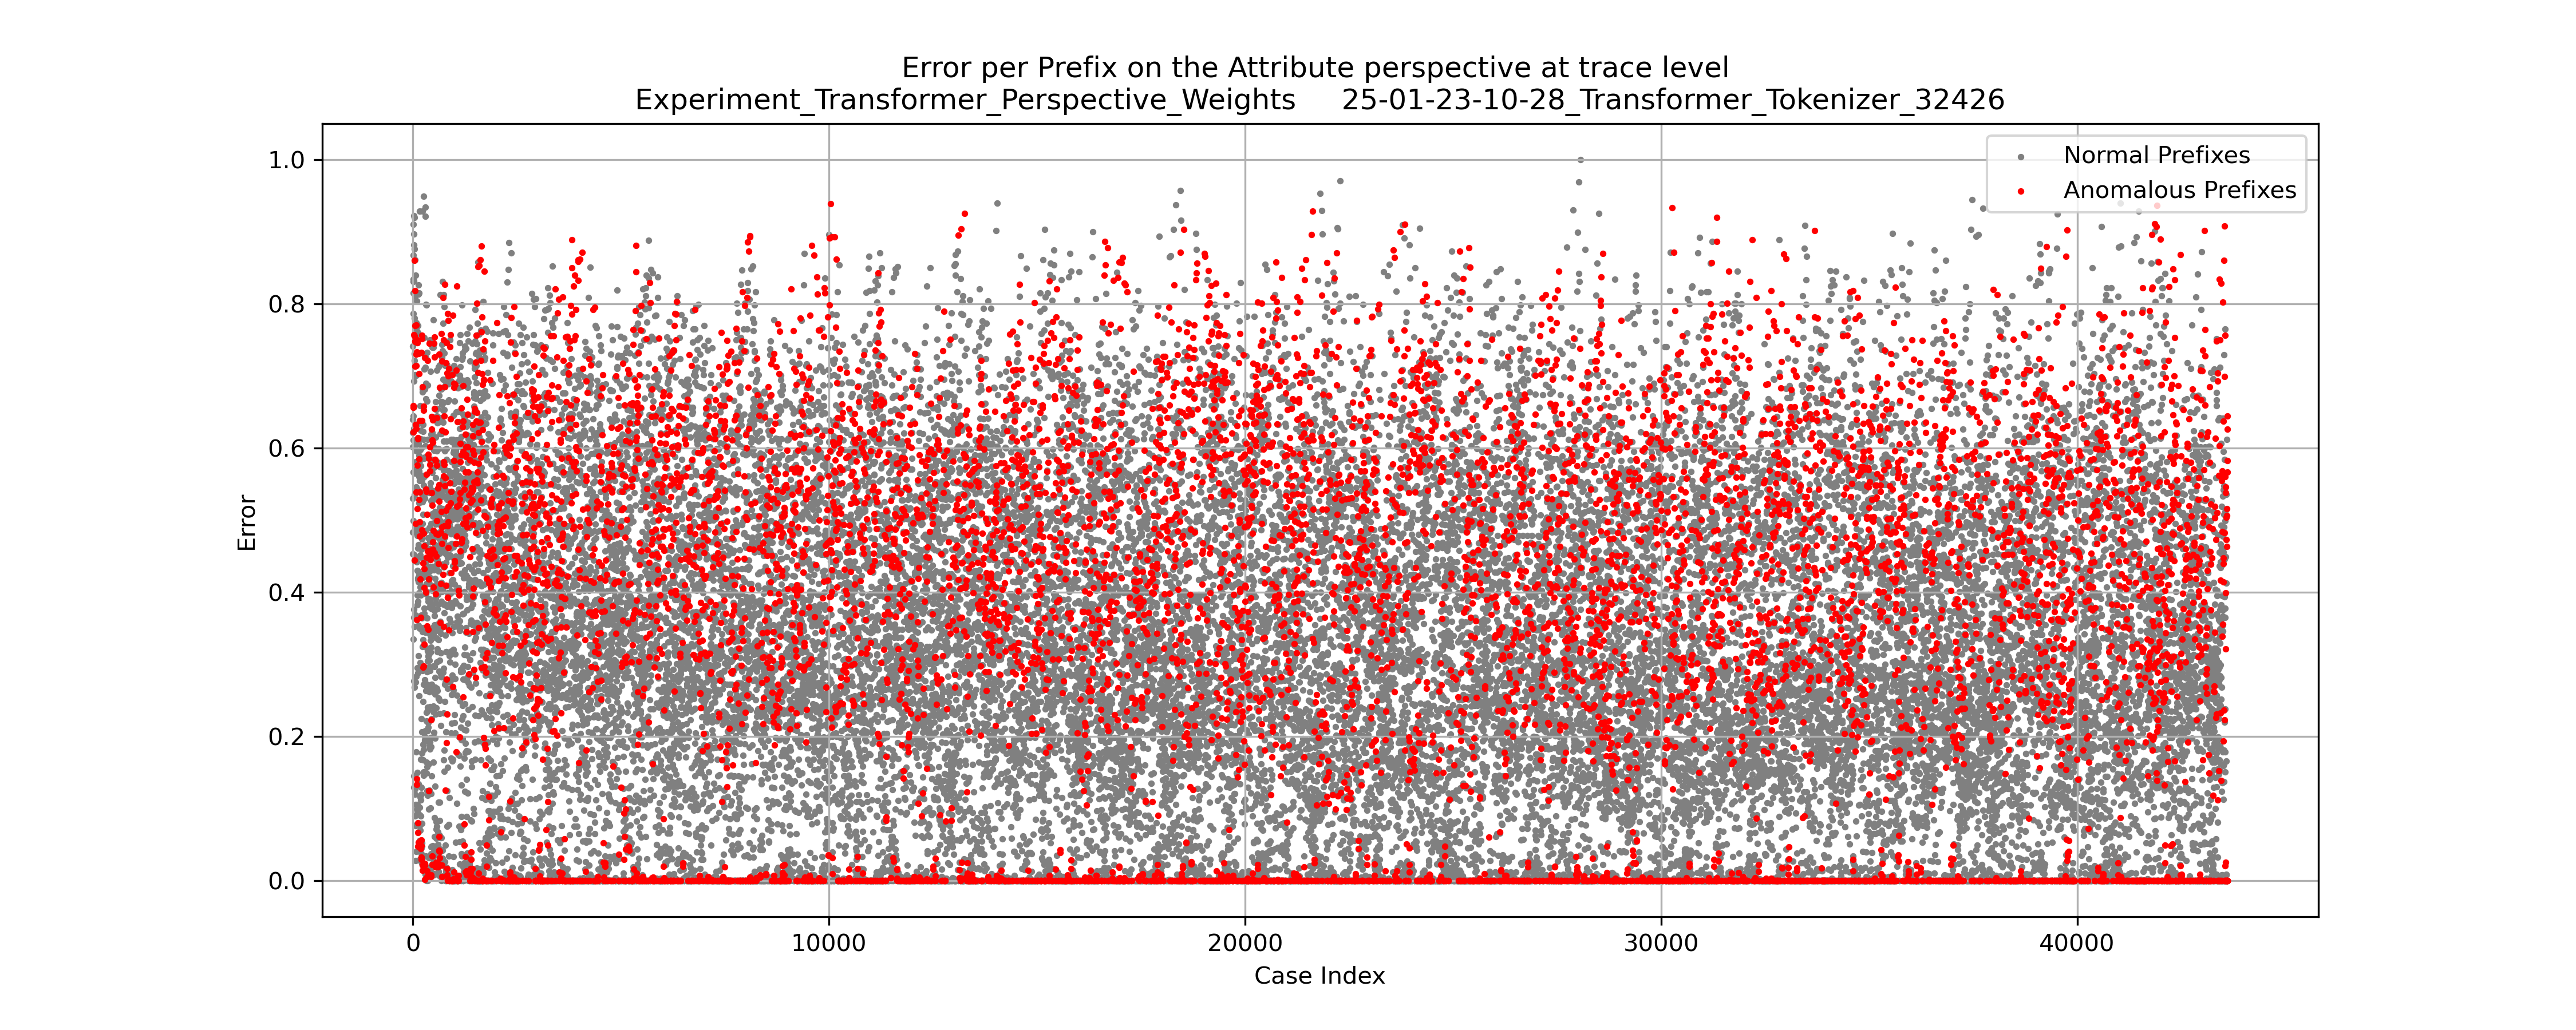 Error per Prefix on the Attribute perspective at trace level
Experiment_Transformer_Perspective_Weights 25-01-23-10-28_Transformer_Tokenizer_32426
1.0
0.8
0.6
0.4
0.2
0.0
Error
Normal Prefixes
Anomalous Prefixes
0 10000 20000 30000 40000
Case Index